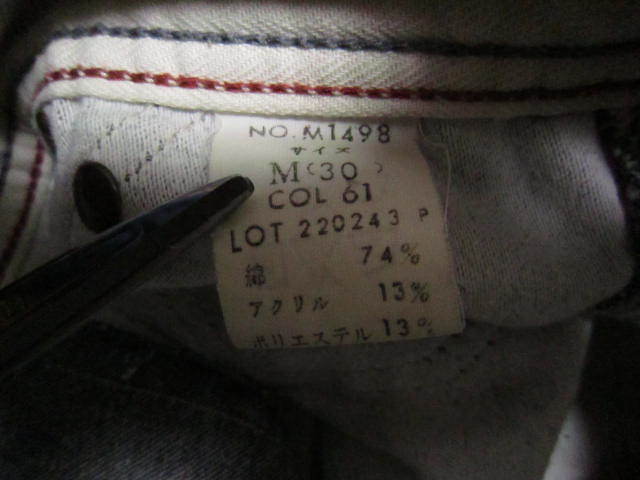 NO.M1498
サイズ
M(30)
COL 61
LOT 220243 P
綿 74%
アクリル 13%
ポリエステル 13%